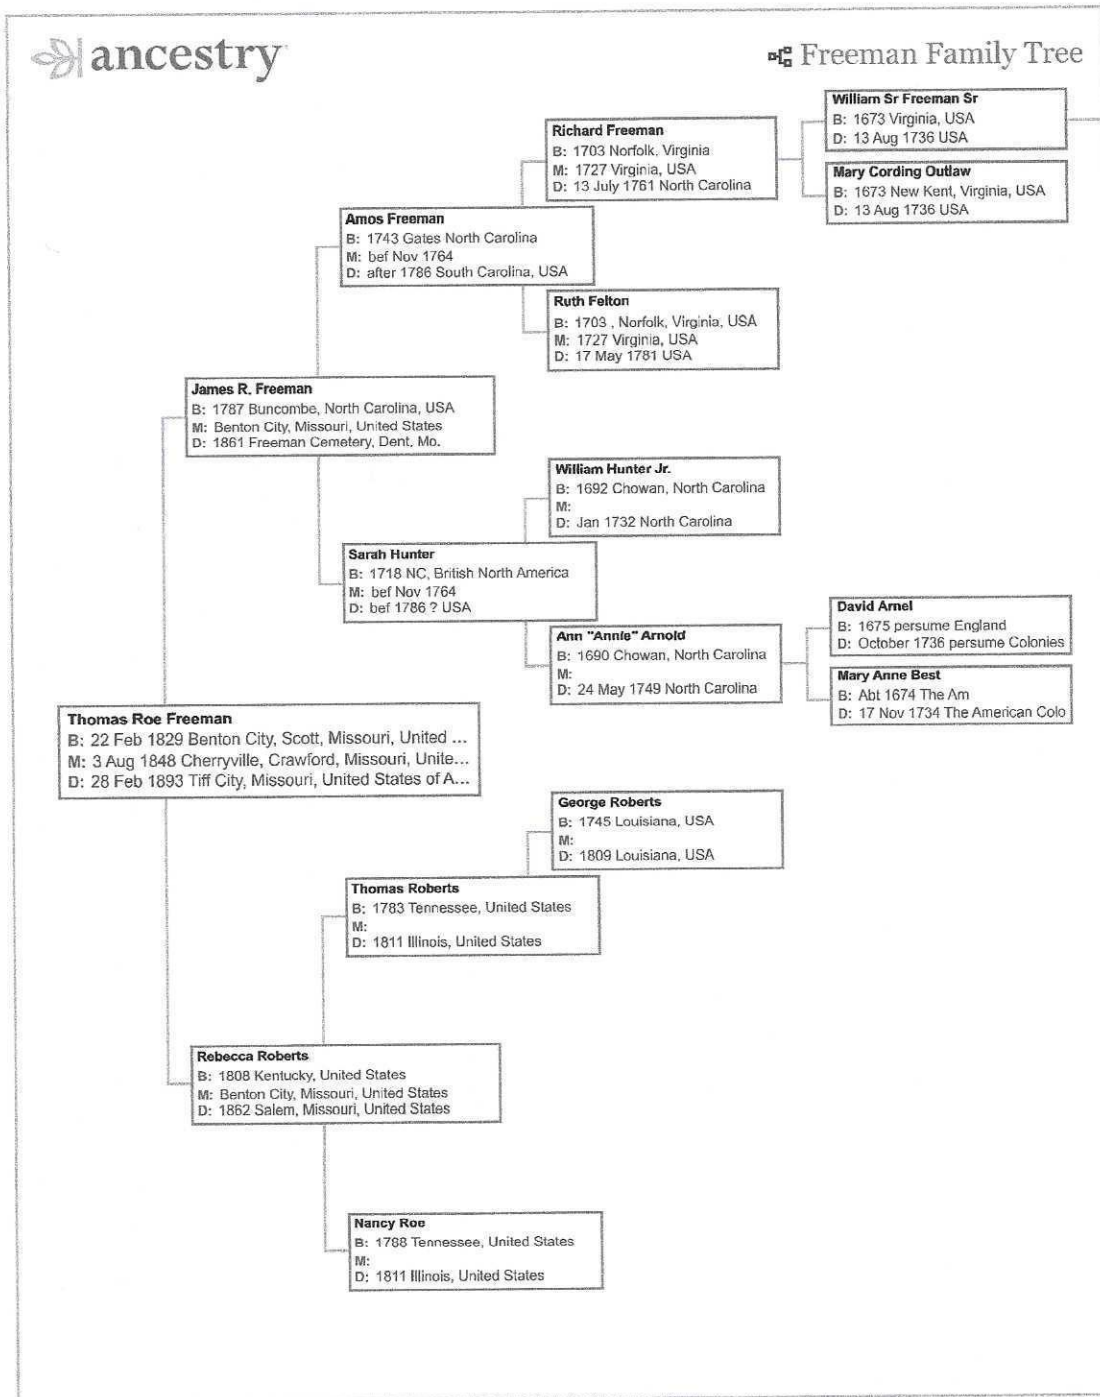 ancestry
Freeman Family Tree
William Sr Freeman Sr
B: 1673 Virginia, USA
D: 13 Aug 1736 USA
Richard Freeman
B: 1703 Norfolk, Virginia
M: 1727 Virginia, USA
D: 13 July 1761 North Carolina
Mary Cording Outlaw
B: 1673 New Kent, Virginia, USA
D: 13 Aug 1736 USA
Amos Freeman
B: 1743 Gates North Carolina
M: bef Nov 1764
D: after 1786 South Carolina, USA
Ruth Felton
B: 1703 , Norfolk, Virginia, USA
M: 1727 Virginia, USA
D: 17 May 1781 USA
James R. Freeman
B: 1787 Buncombe, North Carolina, USA
M: Benton City, Missouri, United States
D: 1861 Freeman Cemetery, Dent, Mo.
William Hunter Jr.
B: 1692 Chowan, North Carolina
M:
D: Jan 1732 North Carolina
Sarah Hunter
B: 1718 NC, British North America
M: bef Nov 1764
D: bef 1786 ? USA
David Arnel
B: 1675 persume England
D: October 1736 persume Colonies
Ann "Annie" Arnold
B: 1690 Chowan, North Carolina
M:
D: 24 May 1749 North Carolina
Mary Anne Best
B: Abt 1674 The Am
D: 17 Nov 1734 The American Colo
Thomas Roe Freeman
B: 22 Feb 1829 Benton City, Scott, Missouri, United ...
M: 3 Aug 1848 Cherryville, Crawford, Missouri, Unite...
D: 28 Feb 1893 Tiff City, Missouri, United States of A...
George Roberts
B: 1745 Louisiana, USA
M:
D: 1809 Louisiana, USA
Thomas Roberts
B: 1783 Tennessee, United States
M:
D: 1811 Illinois, United States
Rebecca Roberts
B: 1808 Kentucky, United States
M: Benton City, Missouri, United States
D: 1862 Salem, Missouri, United States
Nancy Roe
B: 1788 Tennessee, United States
M:
D: 1811 Illinois, United States